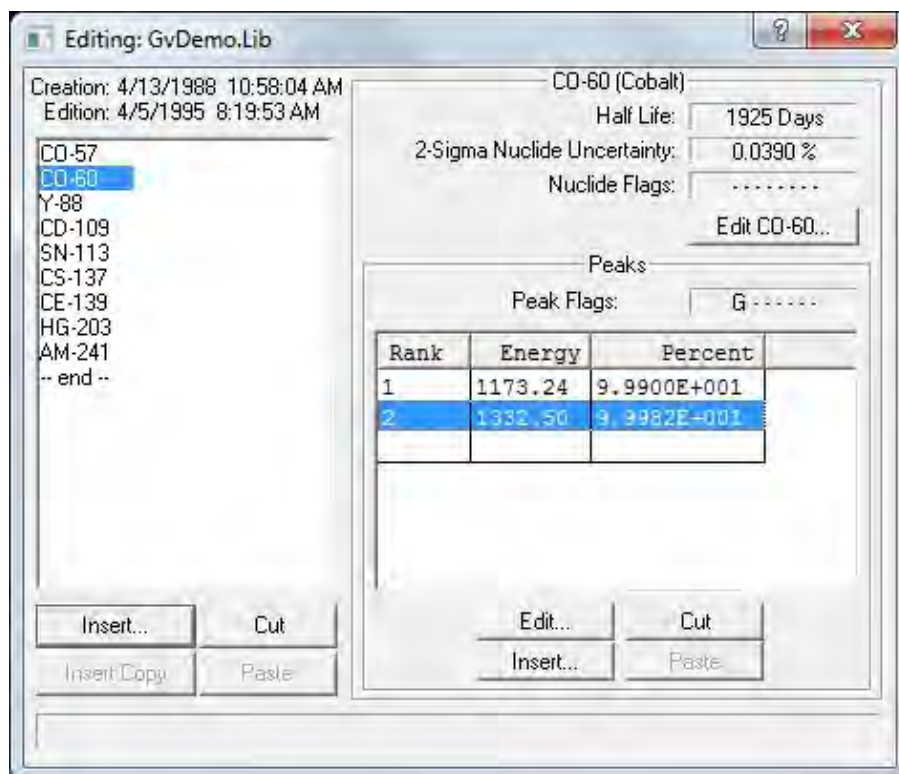 Editing: GvDemo.Lib
Creation: 4/13/1988 10:58:04 AM
Edition: 4/5/1995 8:19:53 AM
CO-57
CO-60
Y-88
CD-109
SN-113
CS-137
CE-139
HG-203
AM-241
-- end --
Insert... Cut
Insert Copy Paste
CO-60 (Cobalt)
Half Life: 1925 Days
2-Sigma Nuclide Uncertainty: 0.0390 %
Nuclide Flags: - - - - - - - -
Edit CO-60...
Peaks
Peak Flags: G - - - - - -
Rank Energy Percent
1 1173.24 9.9900E+001
2 1332.50 9.9982E+001
Edit... Cut
Insert... Paste